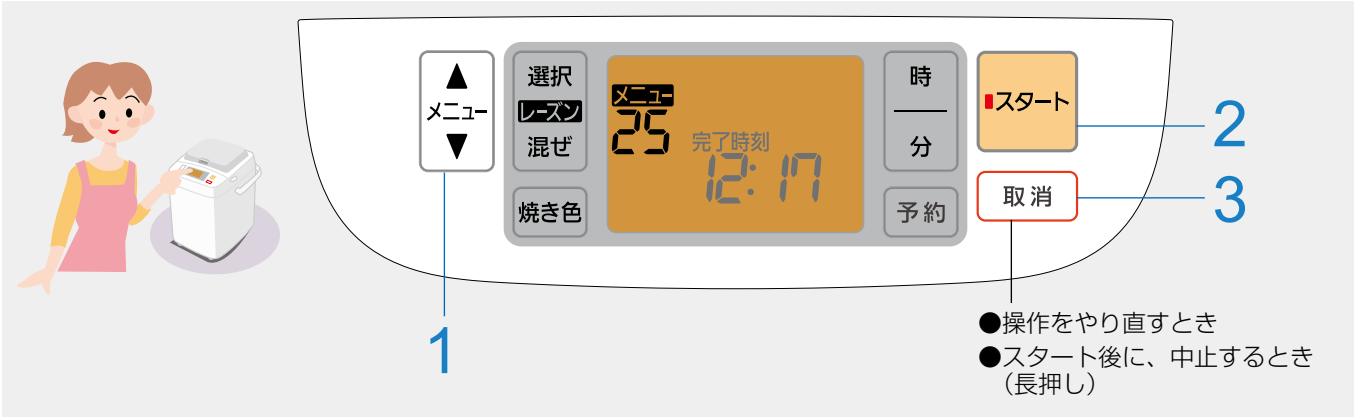 ▲
メニュー
▼
選択
レーズン
混ぜ
焼き色
メニュー
25
完了時刻
12:17
時
分
予約
スタート
取消
1
2
3
●操作をやり直すとき
●スタート後に、中止するとき
（長押し）